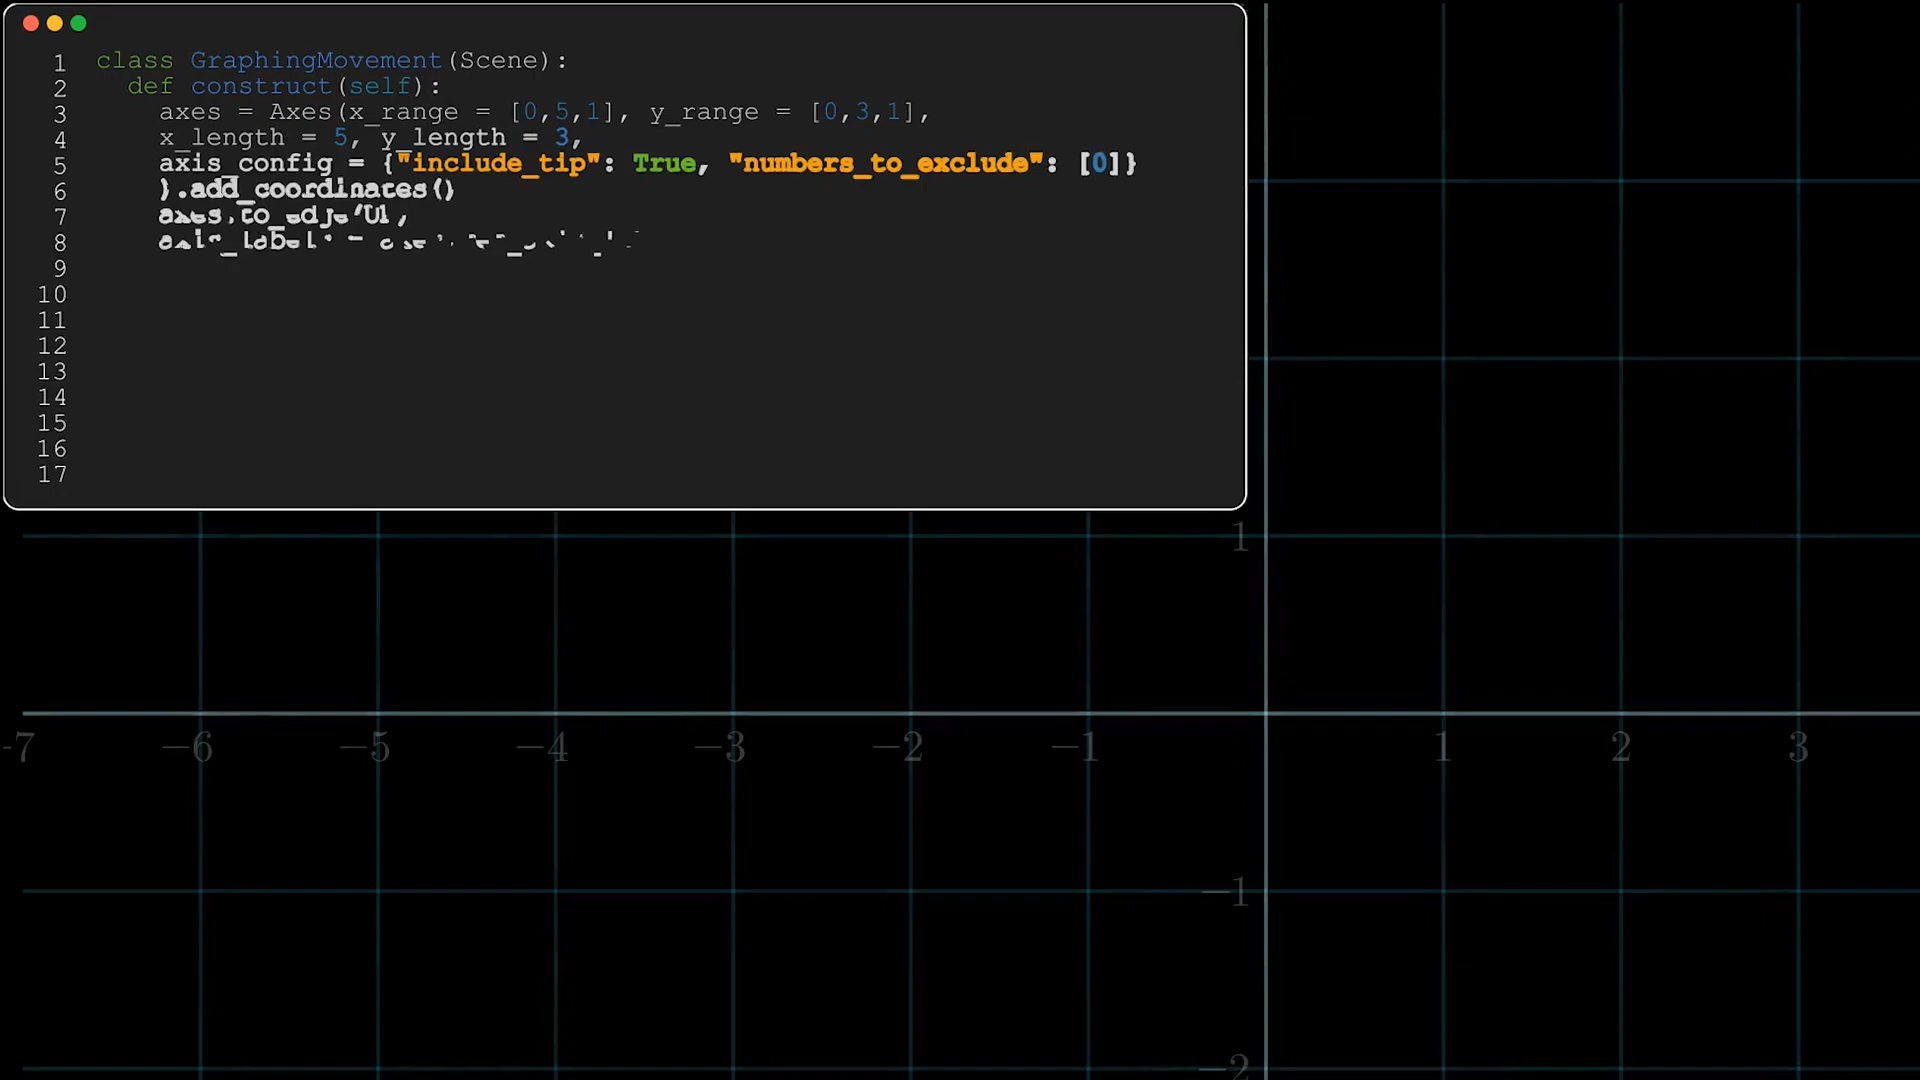 1 class GraphingMovement(Scene):
2 def construct(self):
3 axes = Axes(x_range = [0,5,1], y_range = [0,3,1],
4 x_length = 5, y_length = 3,
5 axis_config = {"include_tip": True, "numbers_to_exclude": [0]}
6 ).add_coordinates()
7
8
9
10
11
12
13
14
15
16
17
1
-7 −6 −5 −4 −3 −2 −1 1 2 3
−1
−2